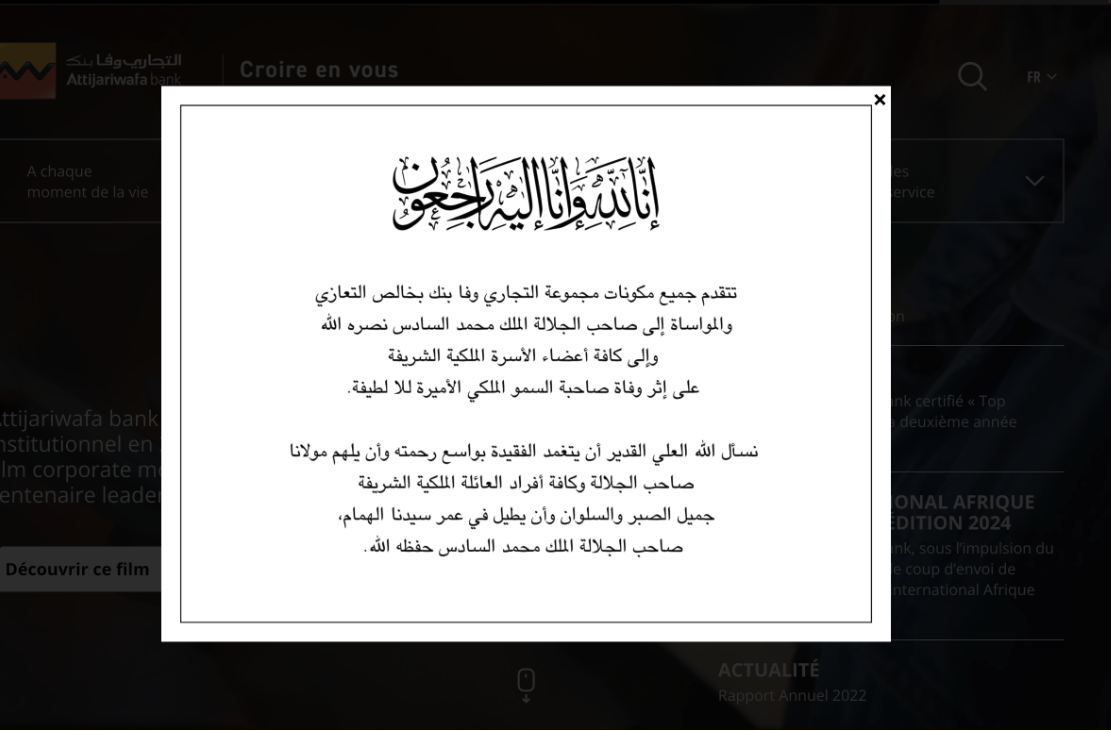 التجاري وفا بنك
Attijariwafa bank
Croire en vous
FR
A chaque
moment de la vie
les
service
×
إنا لله وإنا إليه راجعون
تتقدم جميع مكونات مجموعة التجاري وفا بنك بخالص التعازي
والمواساة إلى صاحب الجلالة الملك محمد السادس نصره الله
وإلى كافة أعضاء الأسرة الملكية الشريفة
على إثر وفاة صاحبة السمو الملكي الأميرة للا لطيفة.
نسأل الله العلي القدير أن يتغمد الفقيدة بواسع رحمته وأن يلهم مولانا
صاحب الجلالة وكافة أفراد العائلة الملكية الشريفة
جميل الصبر والسلوان وأن يطيل في عمر سيدنا الهمام،
صاحب الجلالة الملك محمد السادس حفظه الله.
ttijariwafa bank
nstitutionnel en
ilm corporate m
entenaire leader
Découvrir ce film
on
nk certifié « Top
a deuxième année
IONAL AFRIQUE
EDITION 2024
nk, sous l’impulsion du
e coup d’envoi de
nternational Afrique
ACTUALITÉ
Rapport Annuel 2022